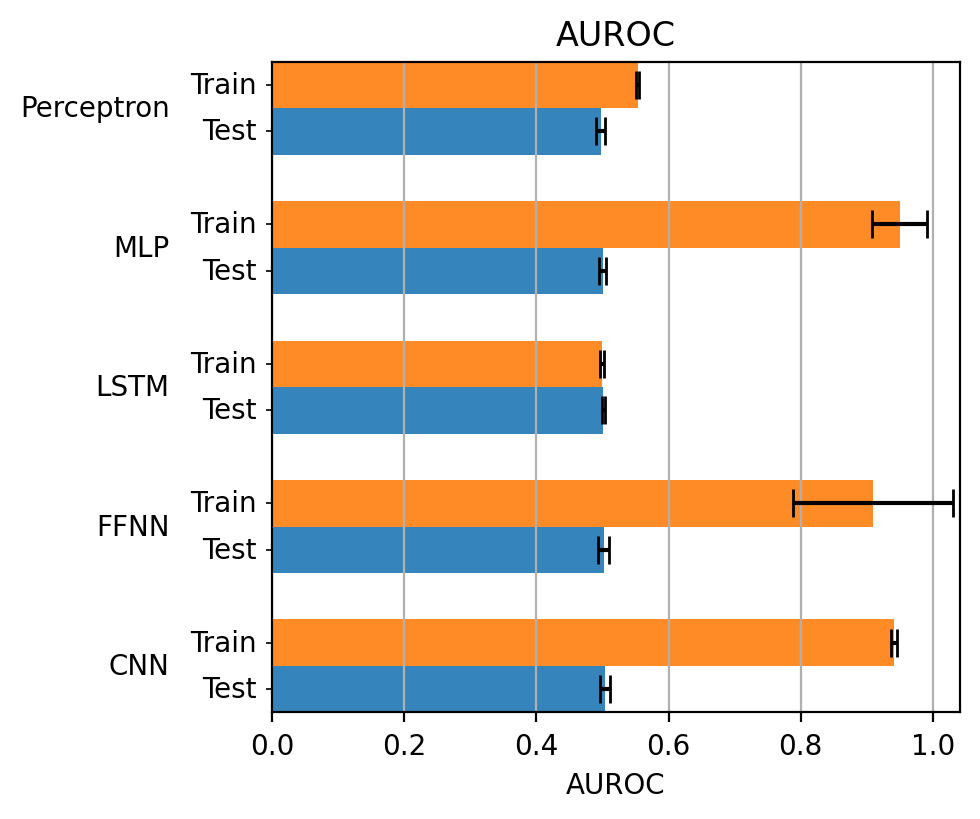 AUROC
Perceptron
Train
Test
MLP
Train
Test
LSTM
Train
Test
FFNN
Train
Test
CNN
Train
Test
0.0 0.2 0.4 0.6 0.8 1.0
AUROC